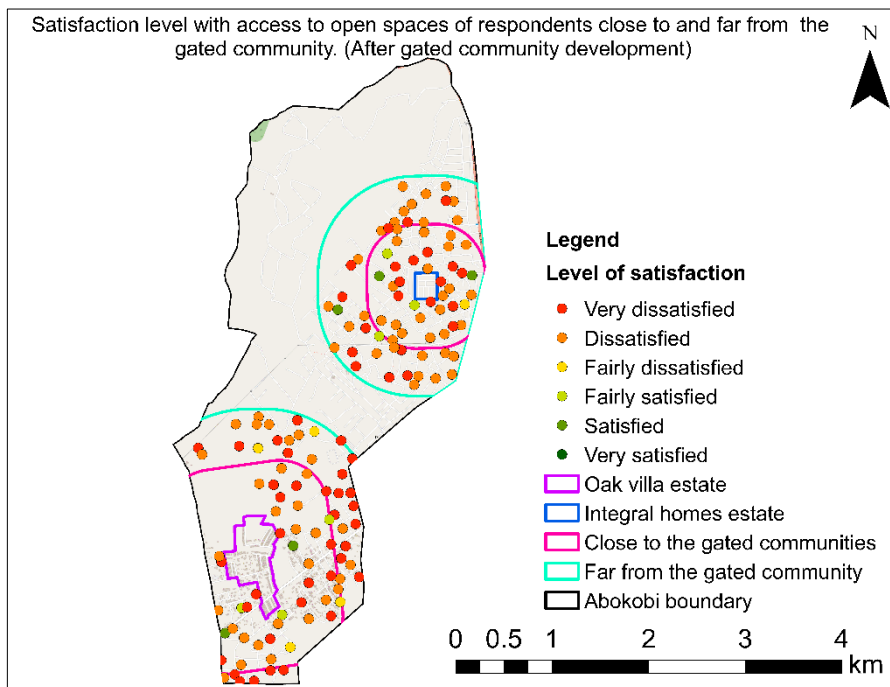 Satisfaction level with access to open spaces of respondents close to and far from the
gated community. (After gated community development)
N
Legend
Level of satisfaction
Very dissatisfied
Dissatisfied
Fairly dissatisfied
Fairly satisfied
Satisfied
Very satisfied
Oak villa estate
Integral homes estate
Close to the gated communities
Far from the gated community
Abokobi boundary
0 0.5 1 2 3 4
km